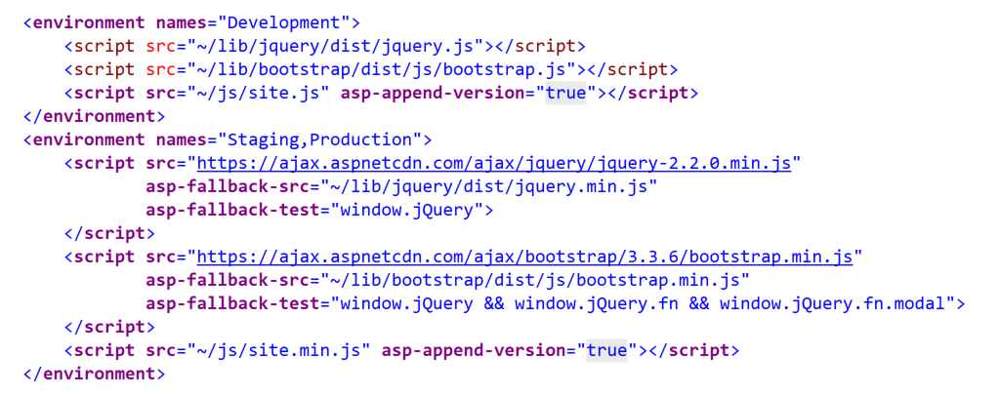 <environment names="Development">
    <script src="~/lib/jquery/dist/jquery.js"></script>
    <script src="~/lib/bootstrap/dist/js/bootstrap.js"></script>
    <script src="~/js/site.js" asp-append-version="true"></script>
</environment>
<environment names="Staging,Production">
    <script src="https://ajax.aspnetcdn.com/ajax/jquery/jquery-2.2.0.min.js"
            asp-fallback-src="~/lib/jquery/dist/jquery.min.js"
            asp-fallback-test="window.jQuery">
    </script>
    <script src="https://ajax.aspnetcdn.com/ajax/bootstrap/3.3.6/bootstrap.min.js"
            asp-fallback-src="~/lib/bootstrap/dist/js/bootstrap.min.js"
            asp-fallback-test="window.jQuery && window.jQuery.fn && window.jQuery.fn.modal">
    </script>
    <script src="~/js/site.min.js" asp-append-version="true"></script>
</environment>